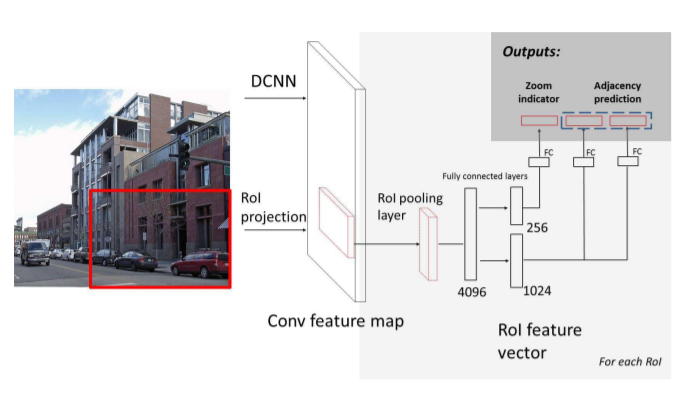 Outputs:
Zoom
indicator
Adjacency
prediction
DCNN
FC
FC
FC
Fully connected layers
RoI
projection
RoI pooling
layer
256
4096
1024
Conv feature map
RoI feature
vector
For each RoI